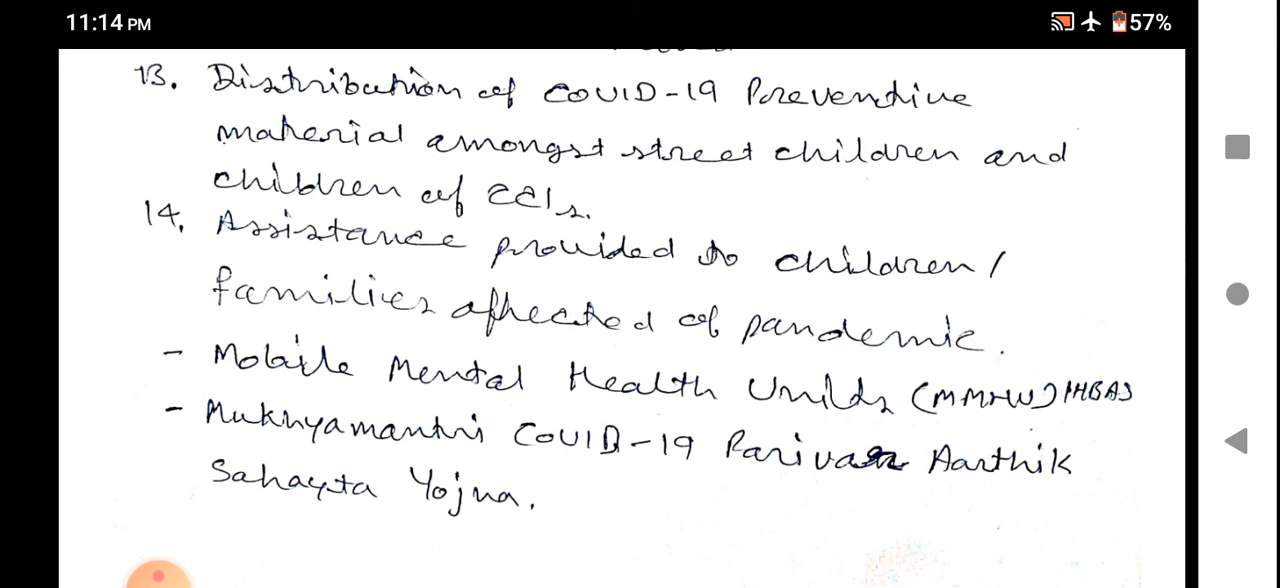 11:14 PM
57%
13. Distribution of COVID-19 Preventive
material amongst street children and
children of CCIs.
14. Assistance provided to children/
families affected of pandemic.
- Mobile Mental Health Units (MMHU) IHBAS
- Mukhyamantri COVID-19 Parivar Aarthik
Sahayta Yojna.